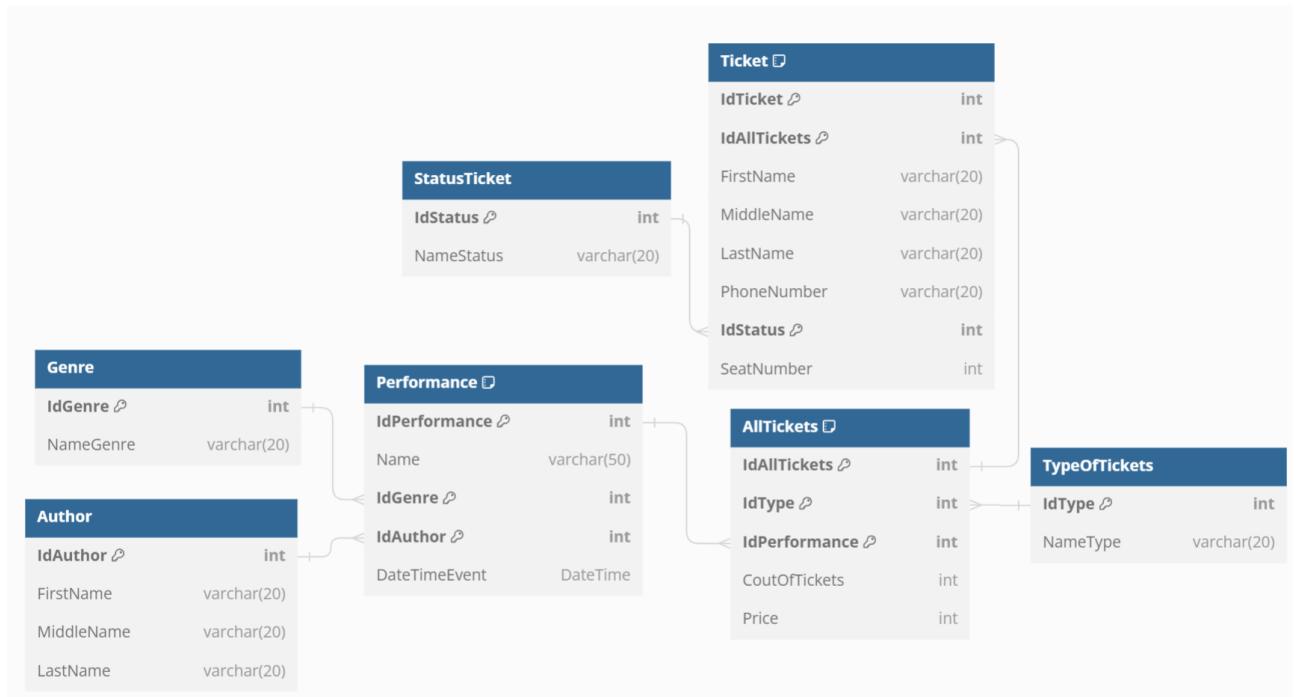 Ticket
IdTicket int
IdAllTickets int
FirstName varchar(20)
MiddleName varchar(20)
LastName varchar(20)
PhoneNumber varchar(20)
IdStatus int
SeatNumber int
StatusTicket
IdStatus int
NameStatus varchar(20)
Genre
IdGenre int
NameGenre varchar(20)
Performance
IdPerformance int
Name varchar(50)
IdGenre int
IdAuthor int
DateTimeEvent DateTime
AllTickets
IdAllTickets int
IdType int
IdPerformance int
CoutOfTickets int
Price int
TypeOfTickets
IdType int
NameType varchar(20)
Author
IdAuthor int
FirstName varchar(20)
MiddleName varchar(20)
LastName varchar(20)